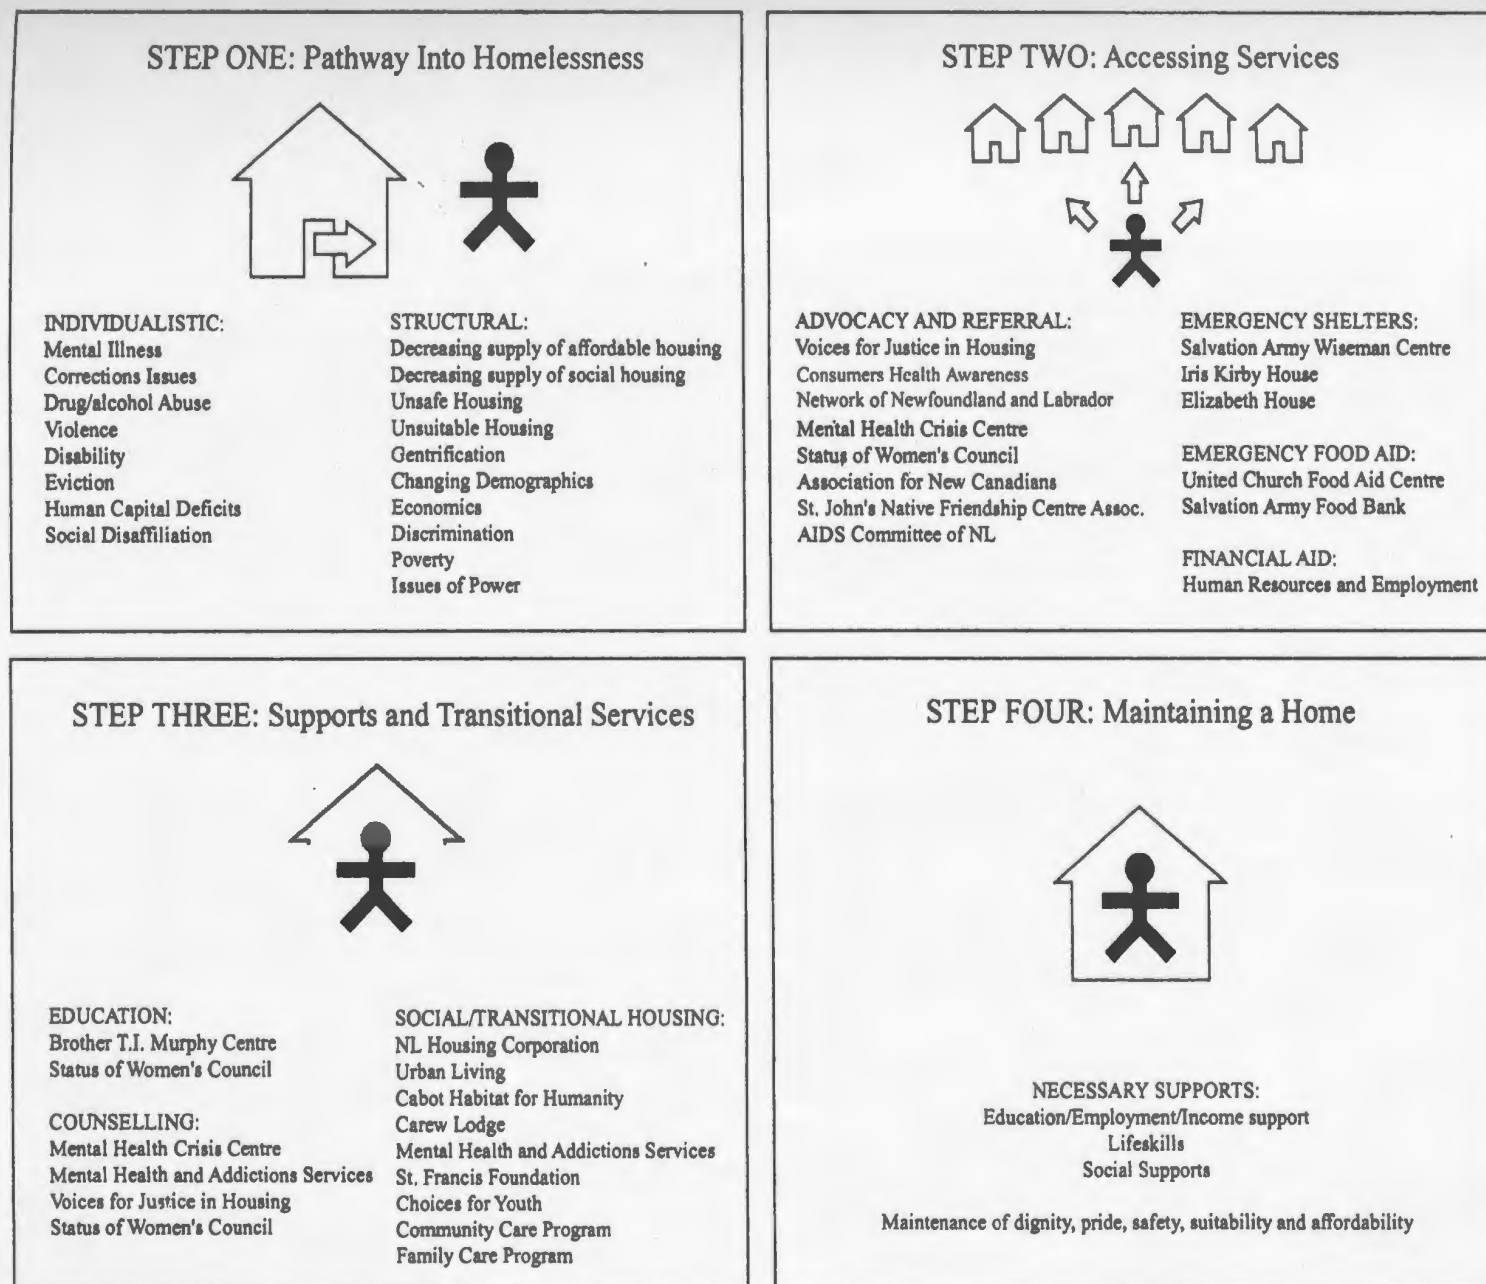 STEP ONE: Pathway Into Homelessness
INDIVIDUALISTIC:
Mental Illness
Corrections Issues
Drug/alcohol Abuse
Violence
Disability
Eviction
Human Capital Deficits
Social Disaffiliation
STRUCTURAL:
Decreasing supply of affordable housing
Decreasing supply of social housing
Unsafe Housing
Unsuitable Housing
Gentrification
Changing Demographics
Economics
Discrimination
Poverty
Issues of Power
STEP TWO: Accessing Services
ADVOCACY AND REFERRAL:
Voices for Justice in Housing
Consumers Health Awareness
Network of Newfoundland and Labrador
Mental Health Crisis Centre
Status of Women's Council
Association for New Canadians
St. John's Native Friendship Centre Assoc.
AIDS Committee of NL
EMERGENCY SHELTERS:
Salvation Army Wiseman Centre
Iris Kirby House
Elizabeth House
EMERGENCY FOOD AID:
United Church Food Aid Centre
Salvation Army Food Bank
FINANCIAL AID:
Human Resources and Employment
STEP THREE: Supports and Transitional Services
EDUCATION:
Brother T.I. Murphy Centre
Status of Women's Council
COUNSELLING:
Mental Health Crisis Centre
Mental Health and Addictions Services
Voices for Justice in Housing
Status of Women's Council
SOCIAL/TRANSITIONAL HOUSING:
NL Housing Corporation
Urban Living
Cabot Habitat for Humanity
Carew Lodge
Mental Health and Addictions Services
St. Francis Foundation
Choices for Youth
Community Care Program
Family Care Program
STEP FOUR: Maintaining a Home
NECESSARY SUPPORTS:
Education/Employment/Income support
Lifeskills
Social Supports
Maintenance of dignity, pride, safety, suitability and affordability